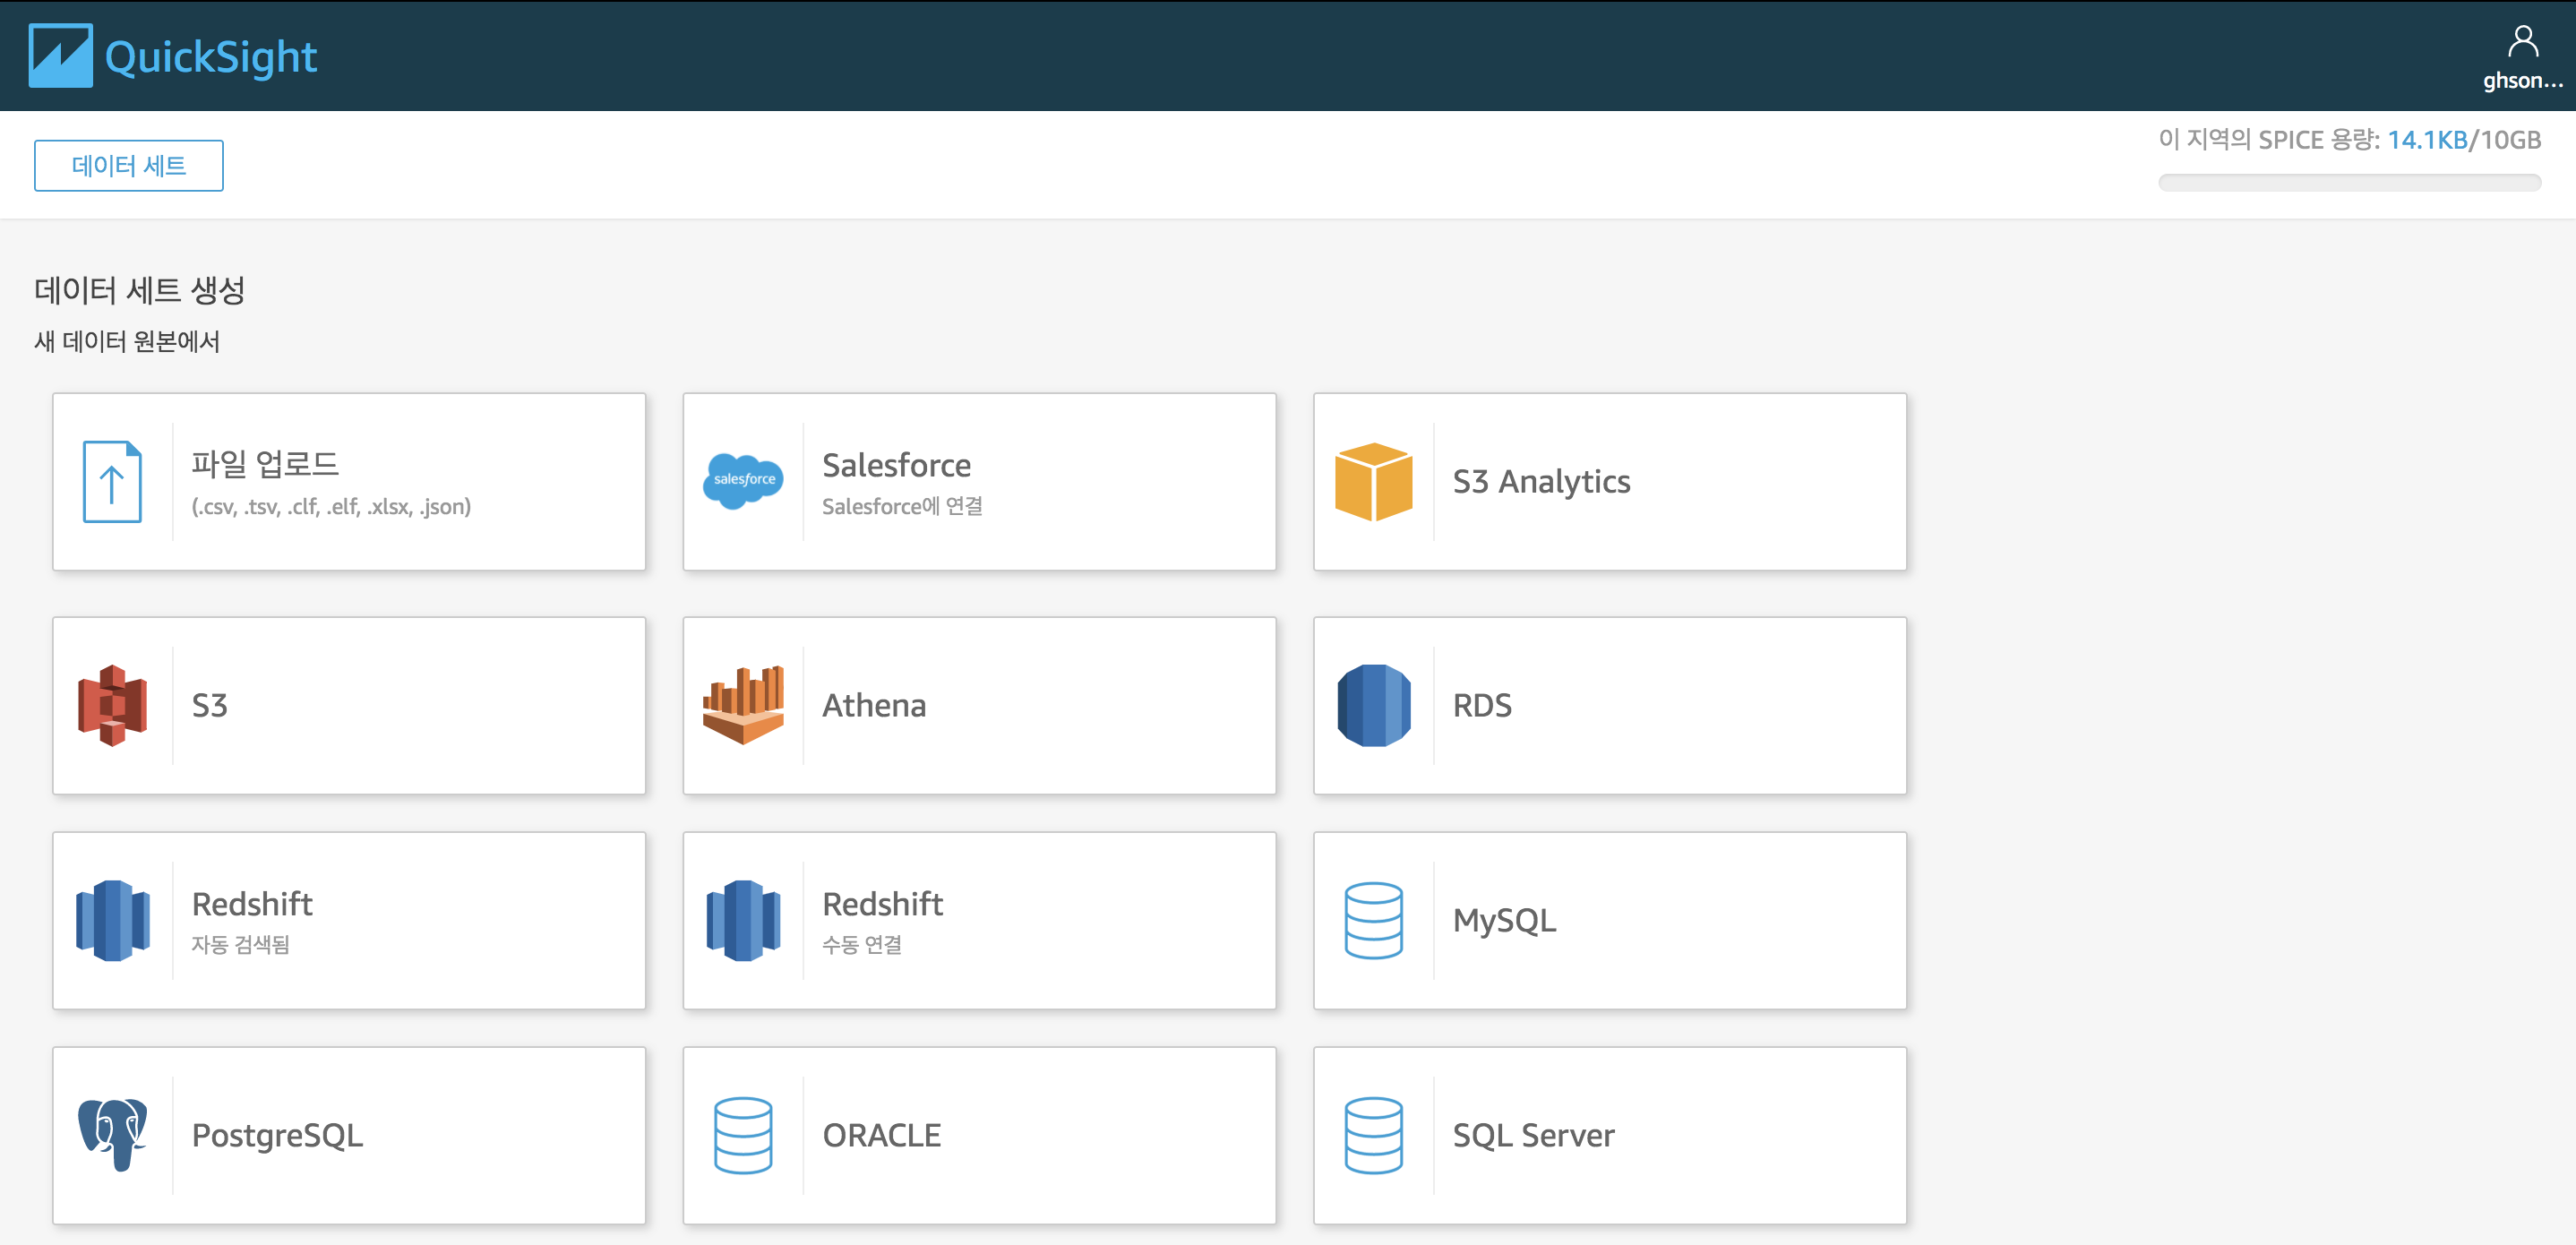 QuickSight
ghson...
데이터 세트
이 지역의 SPICE 용량: 14.1KB/10GB
데이터 세트 생성
새 데이터 원본에서
파일 업로드
(.csv, .tsv, .clf, .elf, .xlsx, .json)
salesforce
Salesforce
Salesforce에 연결
S3 Analytics
S3
Athena
RDS
Redshift
자동 검색됨
Redshift
수동 연결
MySQL
PostgreSQL
ORACLE
SQL Server